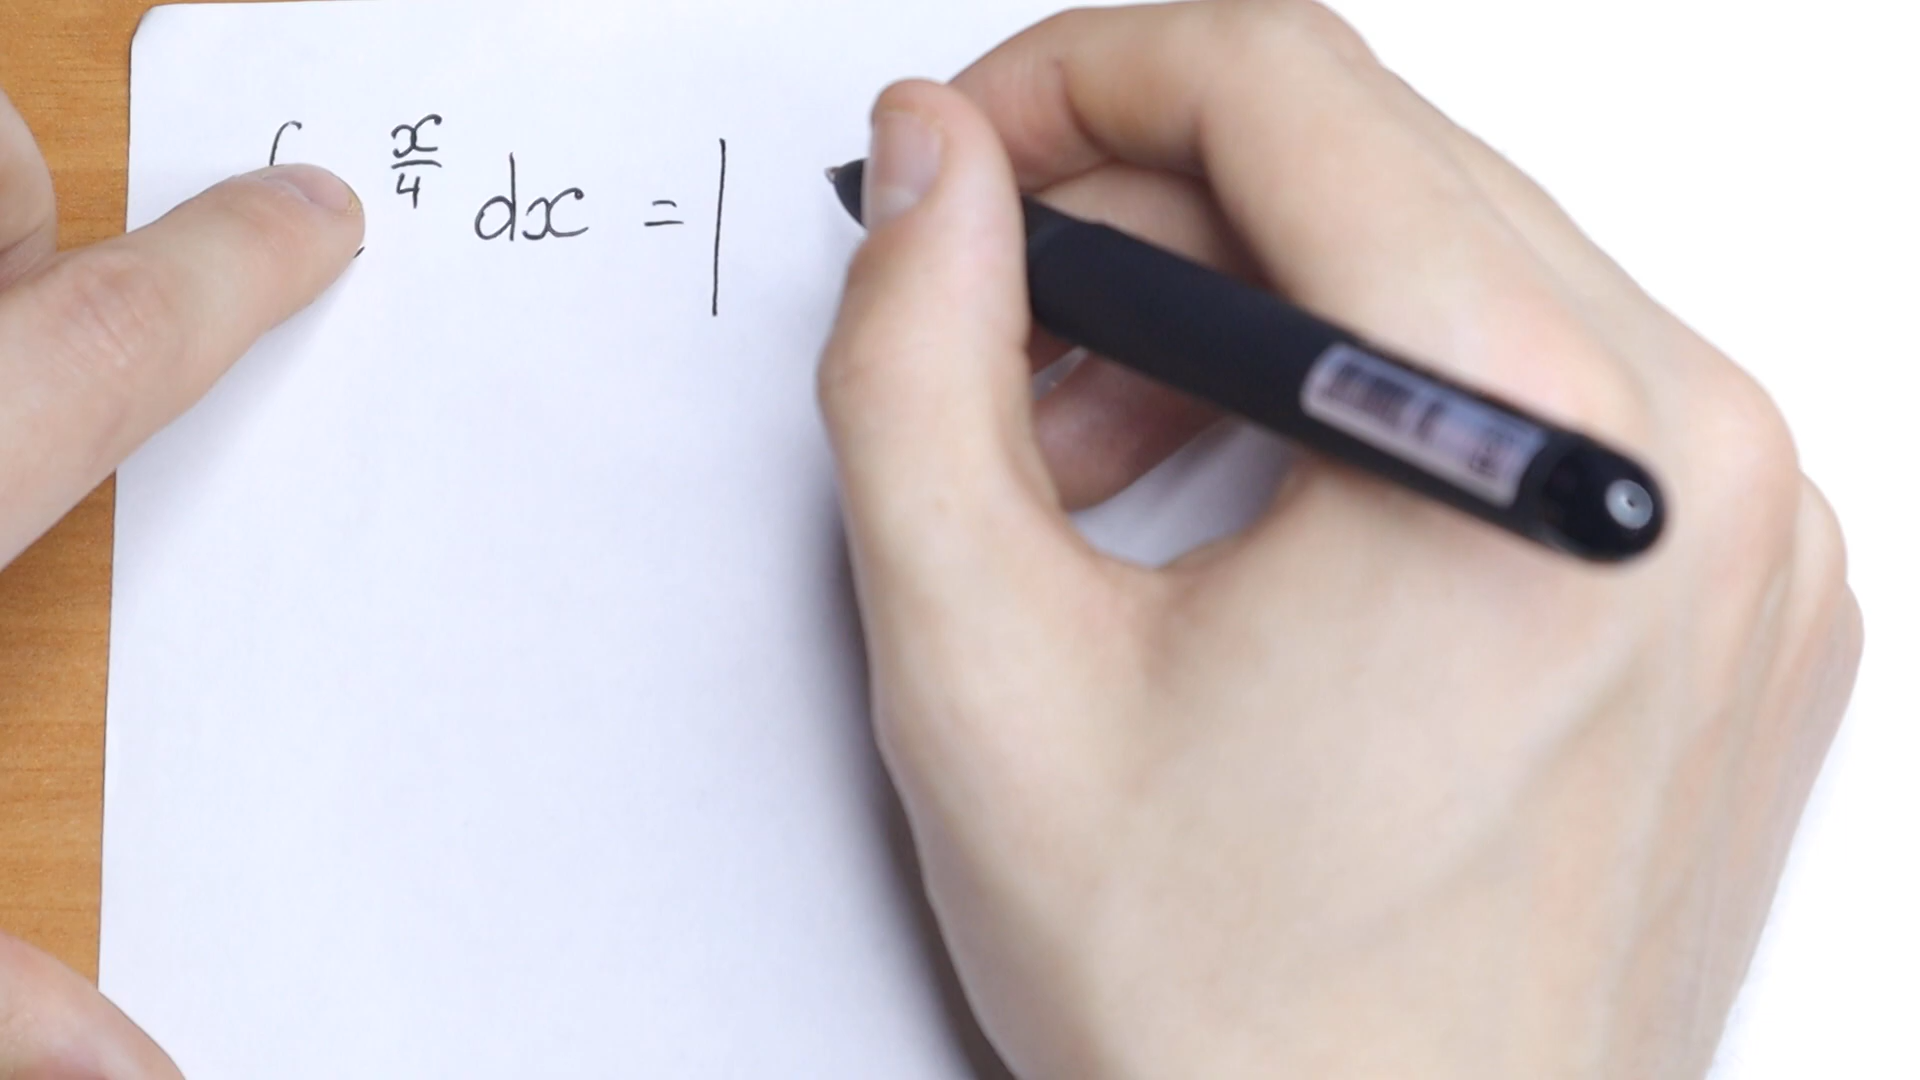 ∫ x/4 dx = |